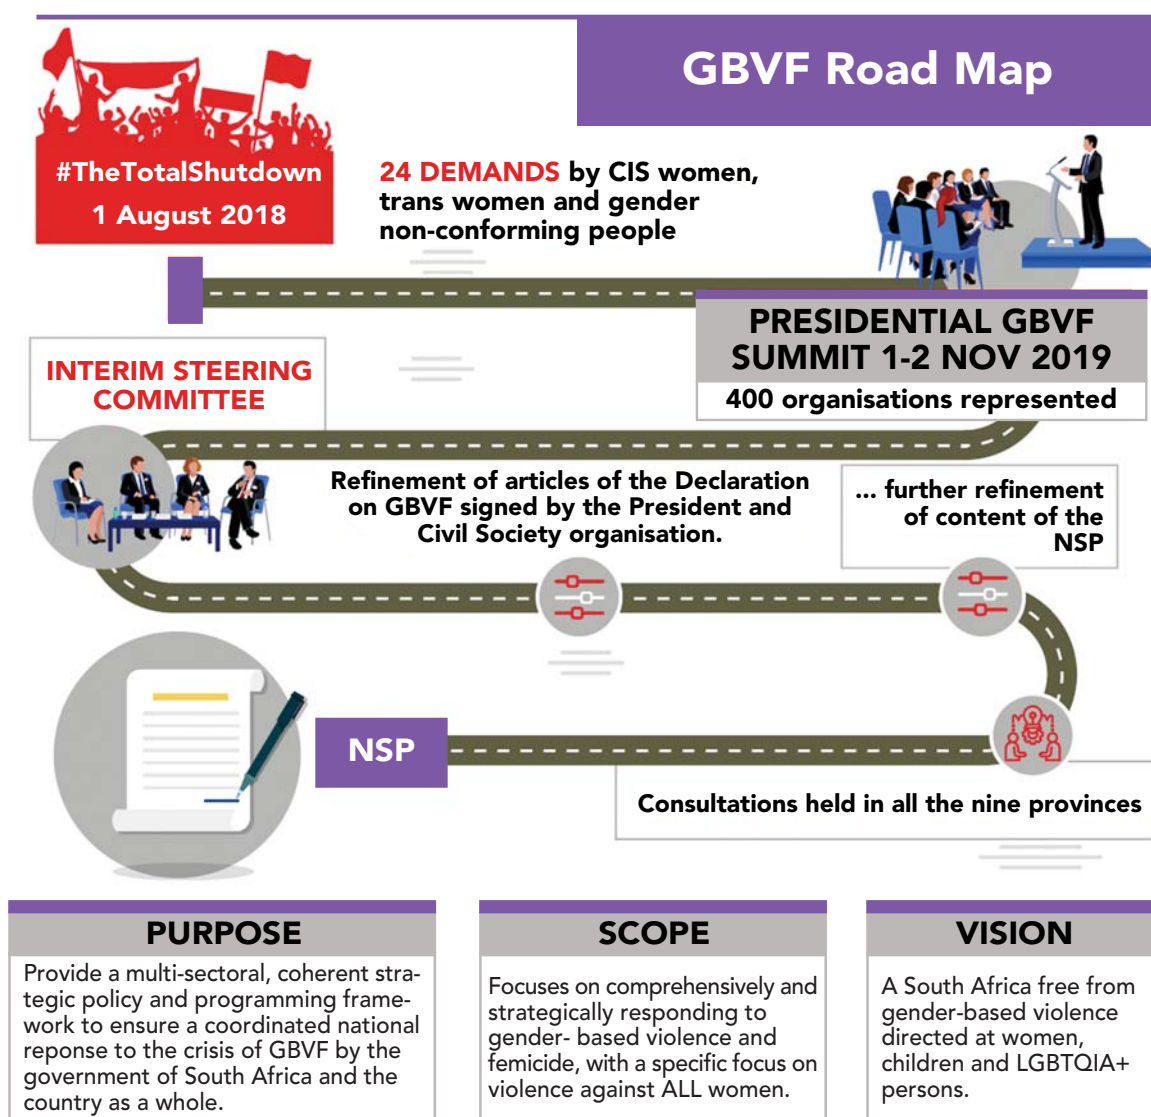 GBVF Road Map
#TheTotalShutdown
1 August 2018
24 DEMANDS by CIS women,
trans women and gender
non-conforming people
PRESIDENTIAL GBVF
SUMMIT 1-2 NOV 2019
400 organisations represented
INTERIM STEERING
COMMITTEE
Refinement of articles of the Declaration
on GBVF signed by the President and
Civil Society organisation.
... further refinement
of content of the
NSP
Consultations held in all the nine provinces
NSP
PURPOSE
Provide a multi-sectoral, coherent stra-
tegic policy and programming frame-
work to ensure a coordinated national
reponse to the crisis of GBVF by the
government of South Africa and the
country as a whole.
SCOPE
Focuses on comprehensively and
strategically responding to
gender- based violence and
femicide, with a specific focus on
violence against ALL women.
VISION
A South Africa free from
gender-based violence
directed at women,
children and LGBTQIA+
persons.